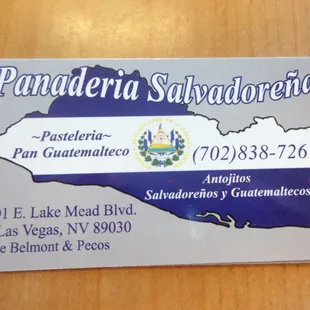 Panaderia Salvadoreña
~Pasteleria~
Pan Guatemalteco
(702)838-726
Antojitos
Salvadoreños y Guatemaltecos
01 E. Lake Mead Blvd.
Las Vegas, NV 89030
e Belmont & Pecos